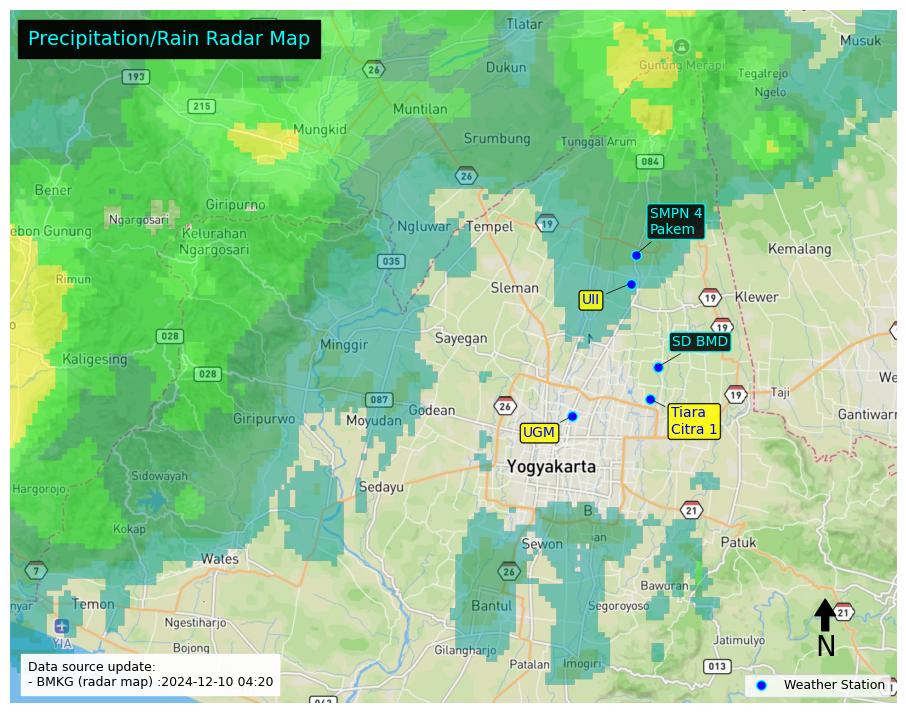 Precipitation/Rain Radar Map
Tlatar
Musuk
26
Dukun
Gunung Merapi
193
Tegalrejo
Ngelo
215
Muntilan
Mungkid
Srumbung
Tunggal Arum
084
26
Bener
Giripurno
Ngargosari
Kelurahan
Ngargosari
ebon Gunung
Ngluwar
Tempel
19
SMPN 4
Pakem
Kemalang
035
Rimun
Sleman
UII
19
Klewer
19
028
Minggir
Sayegan
SD BMD
Kaligesing
028
We
Taji
087
Godean
26
19
Tiara
Citra 1
Gantiwarn
Giripurwo
Moyudan
UGM
Yogyakarta
Sidowayah
Sedayu
Hargorojo
21
B
Kokap
Sewon
an
Patuk
Wates
7
26
Bawuran
nyar
Temon
Bantul
Segoroyoso
21
Ngestiharjo
YIA
N
Jatimulyo
Bojong
Gilangharjo
Patalan
Imogiri
013
Data source update:
- BMKG (radar map) :2024-12-10 04:20
Weather Station